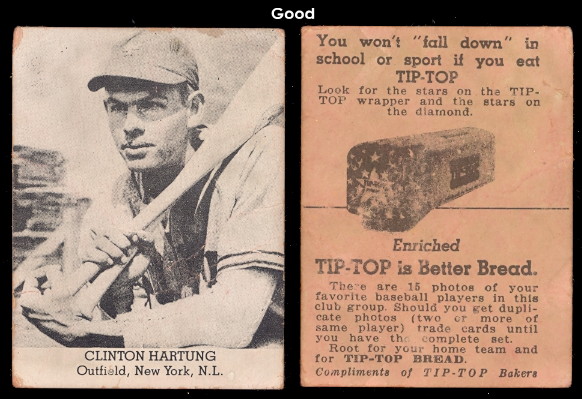 Good
CLINTON HARTUNG
Outfield, New York, N.L.
You won't "fall down" in
school or sport if you eat
TIP-TOP
Look for the stars on the TIP-
TOP wrapper and the stars on
the diamond.
Enriched
TIP-TOP is Better Bread.
There are 15 photos of your
favorite baseball players in this
club group. Should you get dupli-
cate photos (two or more of
same player) trade cards until
you have the complete set.
Root for your home team and
for TIP-TOP BREAD.
Compliments of TIP-TOP Bakers